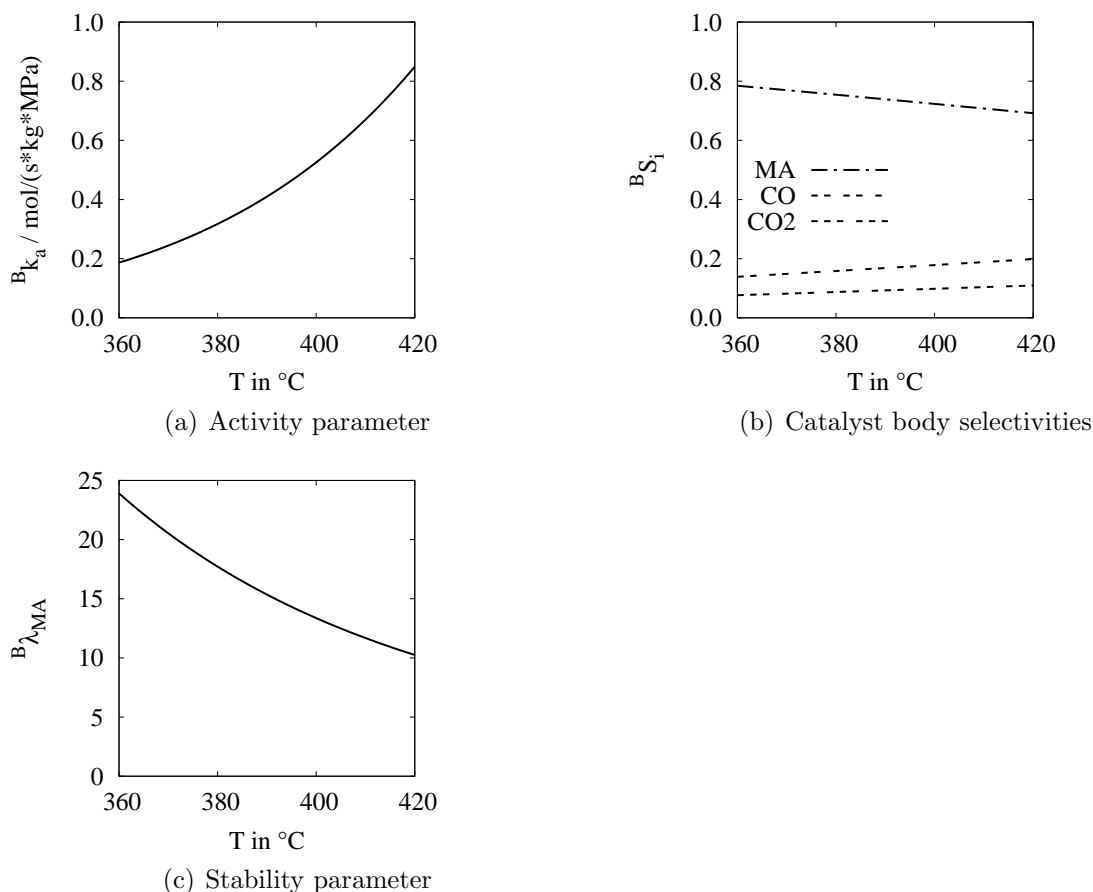 1.0
0.8
0.6
0.4
0.2
0.0
ᴮkₐ / mol/(s*kg*MPa)
360 380 400 420
T in °C
(a) Activity parameter
1.0
0.8
0.6
0.4
0.2
0.0
ᴮSᵢ
MA
CO
CO2
360 380 400 420
T in °C
(b) Catalyst body selectivities
25
20
15
10
5
0
ᴮλMA
360 380 400 420
T in °C
(c) Stability parameter